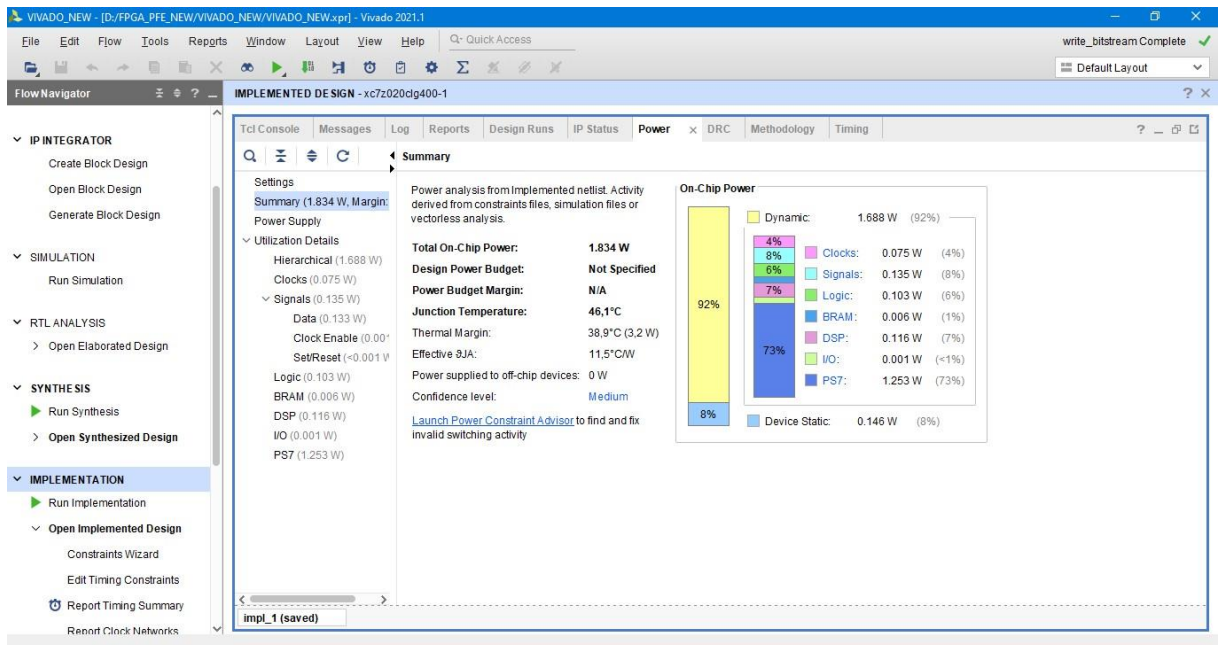 VIVADO_NEW - [D:/FPGA_PFE_NEW/VIVADO_NEW/VIVADO_NEW.xpr] - Vivado 2021.1
File Edit Flow Tools Reports Window Layout View Help Quick Access
write_bitstream Complete
Default Layout
Flow Navigator
IP INTEGRATOR
Create Block Design
Open Block Design
Generate Block Design
SIMULATION
Run Simulation
RTL ANALYSIS
Open Elaborated Design
SYNTHESIS
Run Synthesis
Open Synthesized Design
IMPLEMENTATION
Run Implementation
Open Implemented Design
Constraints Wizard
Edit Timing Constraints
Report Timing Summary
Report Clock Networks
IMPLEMENTED DESIGN - xc7z020clg400-1
Tcl Console Messages Log Reports Design Runs IP Status Power DRC Methodology Timing
Settings
Summary (1.834 W, Margin:
Power Supply
Utilization Details
Hierarchical (1.688 W)
Clocks (0.075 W)
Signals (0.135 W)
Data (0.133 W)
Clock Enable (0.00
Set/Reset (<0.001 W
Logic (0.103 W)
BRAM (0.006 W)
DSP (0.116 W)
I/O (0.001 W)
PS7 (1.253 W)
Summary
Power analysis from Implemented netlist. Activity
derived from constraints files, simulation files or
vectorless analysis.
Total On-Chip Power: 1.834 W
Design Power Budget: Not Specified
Power Budget Margin: N/A
Junction Temperature: 46,1°C
Thermal Margin: 38,9°C (3,2 W)
Effective ϑJA: 11,5°C/W
Power supplied to off-chip devices: 0 W
Confidence level: Medium
Launch Power Constraint Advisor to find and fix
invalid switching activity
On-Chip Power
92%
8%
Dynamic: 1.688 W (92%)
4%
8%
6%
7%
73%
Clocks: 0.075 W (4%)
Signals: 0.135 W (8%)
Logic: 0.103 W (6%)
BRAM: 0.006 W (1%)
DSP: 0.116 W (7%)
I/O: 0.001 W (<1%)
PS7: 1.253 W (73%)
Device Static: 0.146 W (8%)
impl_1 (saved)